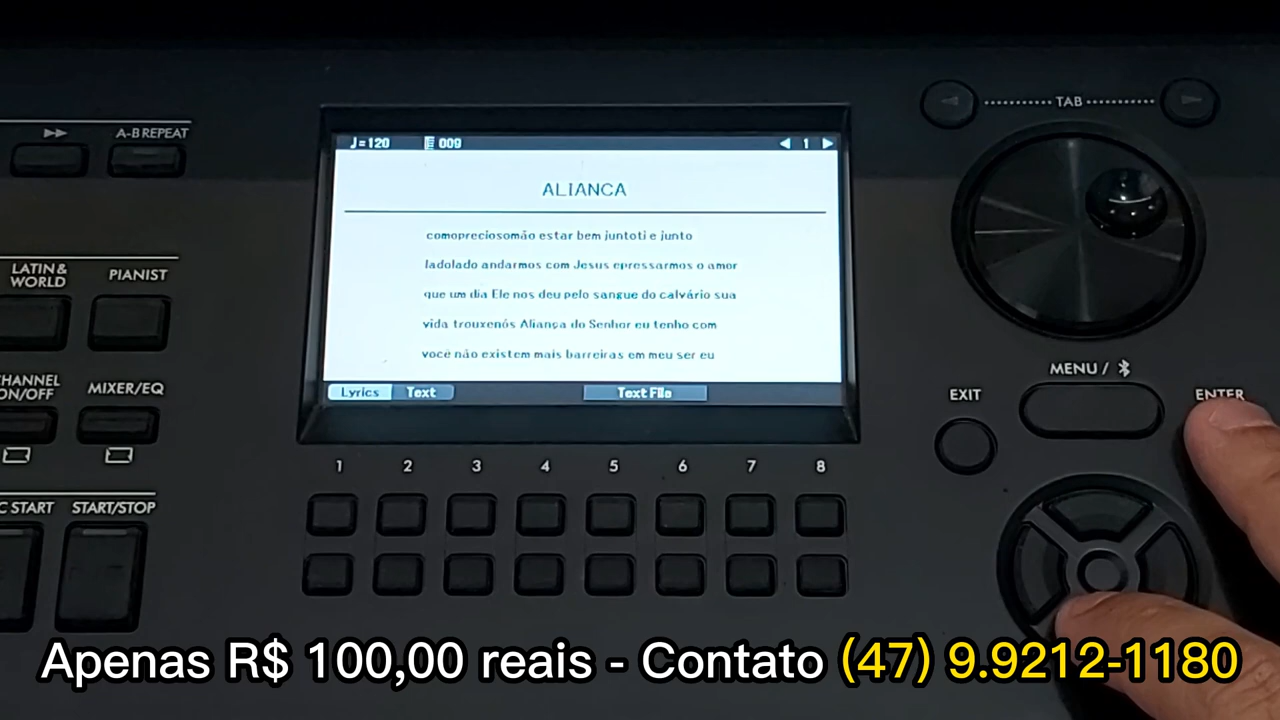 A-B REPEAT
TAB
♩=120 009 1
ALIANCA
comopreciosomão estar bem juntoti e junto
ladolado andarmos com Jesus epressarmos o amor
que um dia Ele nos deu pelo sangue do calvário sua
vida trouxenós Aliança do Senhor eu tenho com
você não existem mais barreiras em meu ser eu
Lyrics Text Text File
LATIN & WORLD
PIANIST
CHANNEL ON/OFF
MIXER/EQ
MENU /
EXIT
ENTER
1 2 3 4 5 6 7 8
C START
START/STOP
Apenas R$ 100,00 reais - Contato (47) 9.9212-1180